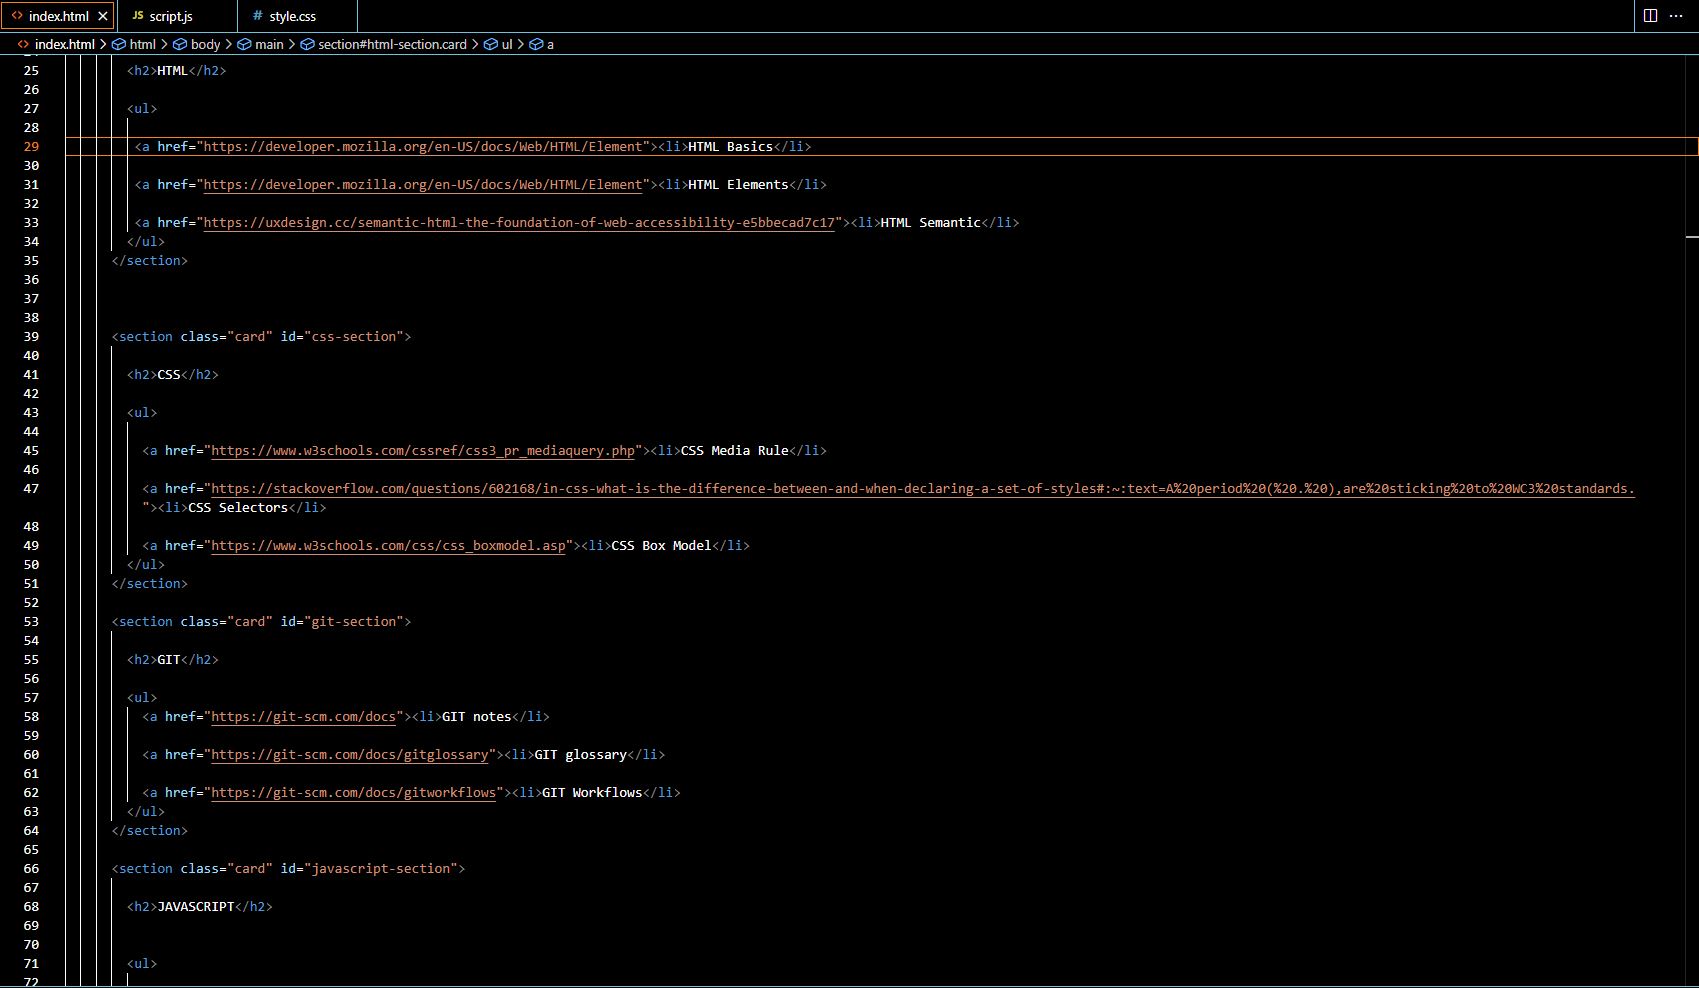 index.html
JS script.js
# style.css
index.html > html > body > main > section#html-section.card > ul > a
25 <h2>HTML</h2>
26
27 <ul>
28
29 <a href="https://developer.mozilla.org/en-US/docs/Web/HTML/Element"><li>HTML Basics</li>
30
31 <a href="https://developer.mozilla.org/en-US/docs/Web/HTML/Element"><li>HTML Elements</li>
32
33 <a href="https://uxdesign.cc/semantic-html-the-foundation-of-web-accessibility-e5bbecad7c17"><li>HTML Semantic</li>
34 </ul>
35 </section>
36
37
38
39 <section class="card" id="css-section">
40
41 <h2>CSS</h2>
42
43 <ul>
44
45 <a href="https://www.w3schools.com/cssref/css3_pr_mediaquery.php"><li>CSS Media Rule</li>
46
47 <a href="https://stackoverflow.com/questions/602168/in-css-what-is-the-difference-between-and-when-declaring-a-set-of-styles#:~:text=A%20period%20(%20.%20),are%20sticking%20to%20WC3%20standards.
"><li>CSS Selectors</li>
48
49 <a href="https://www.w3schools.com/css/css_boxmodel.asp"><li>CSS Box Model</li>
50 </ul>
51 </section>
52
53 <section class="card" id="git-section">
54
55 <h2>GIT</h2>
56
57 <ul>
58 <a href="https://git-scm.com/docs"><li>GIT notes</li>
59
60 <a href="https://git-scm.com/docs/gitglossary"><li>GIT glossary</li>
61
62 <a href="https://git-scm.com/docs/gitworkflows"><li>GIT Workflows</li>
63 </ul>
64 </section>
65
66 <section class="card" id="javascript-section">
67
68 <h2>JAVASCRIPT</h2>
69
70
71 <ul>
72